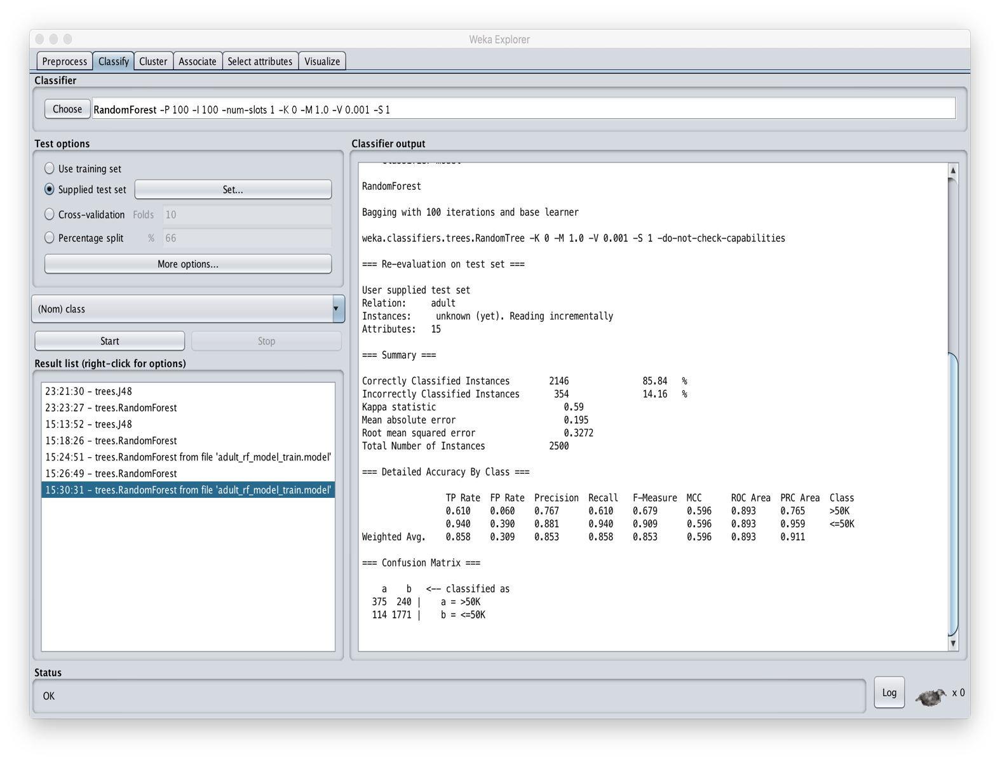 Weka Explorer
Preprocess Classify Cluster Associate Select attributes Visualize
Classifier
Choose RandomForest -P 100 -I 100 -num-slots 1 -K 0 -M 1.0 -V 0.001 -S 1
Test options
Use training set
Supplied test set Set...
Cross-validation Folds 10
Percentage split % 66
More options...
(Nom) class
Start Stop
Result list (right-click for options)
23:21:30 - trees.J48
23:23:27 - trees.RandomForest
15:13:52 - trees.J48
15:18:26 - trees.RandomForest
15:24:51 - trees.RandomForest from file 'adult_rf_model_train.model'
15:26:49 - trees.RandomForest
15:30:31 - trees.RandomForest from file 'adult_rf_model_train.model'
Classifier output
RandomForest
Bagging with 100 iterations and base learner
weka.classifiers.trees.RandomTree -K 0 -M 1.0 -V 0.001 -S 1 -do-not-check-capabilities
=== Re-evaluation on test set ===
User supplied test set
Relation: adult
Instances: unknown (yet). Reading incrementally
Attributes: 15
=== Summary ===
Correctly Classified Instances 2146 85.84 %
Incorrectly Classified Instances 354 14.16 %
Kappa statistic 0.59
Mean absolute error 0.195
Root mean squared error 0.3272
Total Number of Instances 2500
=== Detailed Accuracy By Class ===
TP Rate FP Rate Precision Recall F-Measure MCC ROC Area PRC Area Class
0.610 0.060 0.767 0.610 0.679 0.596 0.893 0.765 >50K
0.940 0.390 0.881 0.940 0.909 0.596 0.893 0.959 <=50K
Weighted Avg. 0.858 0.309 0.853 0.858 0.853 0.596 0.893 0.911
=== Confusion Matrix ===
a b <-- classified as
375 240 | a = >50K
114 1771 | b = <=50K
Status
OK
Log x 0